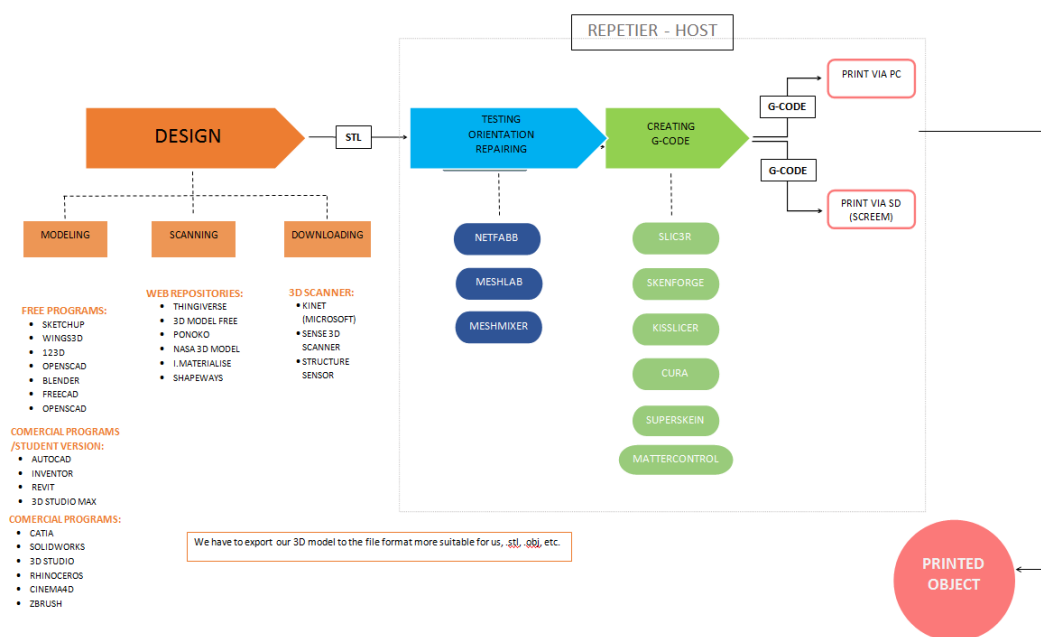 REPETIER - HOST
DESIGN
STL
TESTING
ORIENTATION
REPAIRING
CREATING
G-CODE
G-CODE
PRINT VIA PC
G-CODE
PRINT VIA SD
(SCREEM)
MODELING
SCANNING
DOWNLOADING
NETFABB
MESHLAB
MESHMIXER
SLIC3R
SKENFORGE
KISSLICER
CURA
SUPERSKEIN
MATTERCONTROL
FREE PROGRAMS:
• SKETCHUP
• WINGS3D
• 123D
• OPENSCAD
• BLENDER
• FREECAD
• OPENSCAD
COMERCIAL PROGRAMS
/STUDENT VERSION:
• AUTOCAD
• INVENTOR
• REVIT
• 3D STUDIO MAX
COMERCIAL PROGRAMS:
• CATIA
• SOLIDWORKS
• 3D STUDIO
• RHINOCEROS
• CINEMA4D
• ZBRUSH
WEB REPOSITORIES:
• THINGIVERSE
• 3D MODEL FREE
• PONOKO
• NASA 3D MODEL
• I.MATERIALISE
• SHAPEWAYS
3D SCANNER:
• KINET
(MICROSOFT)
• SENSE 3D
SCANNER
• STRUCTURE
SENSOR
We have to export our 3D model to the file format more suitable for us, .stl, .obj, etc.
PRINTED
OBJECT